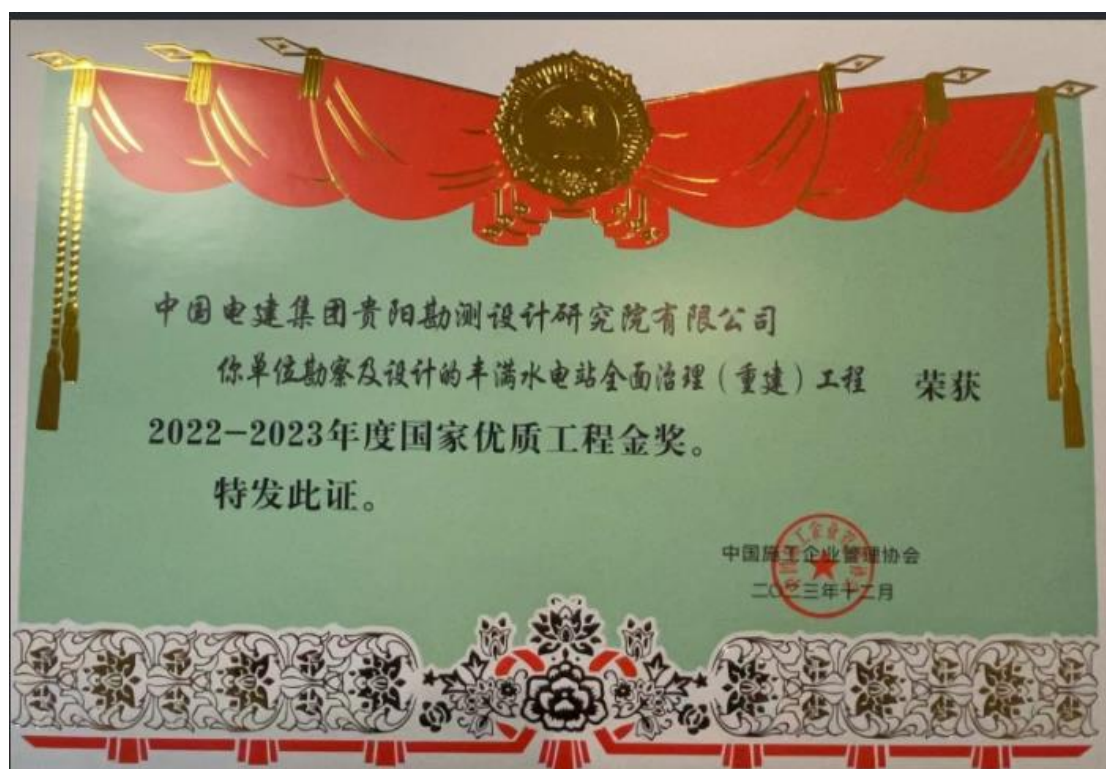 金奖
中国电建集团贵阳勘测设计研究院有限公司
你单位勘察及设计的丰满水电站全面治理（重建）工程 荣获
2022-2023年度国家优质工程金奖。
特发此证。
中国施工企业管理协会
二〇二三年十二月